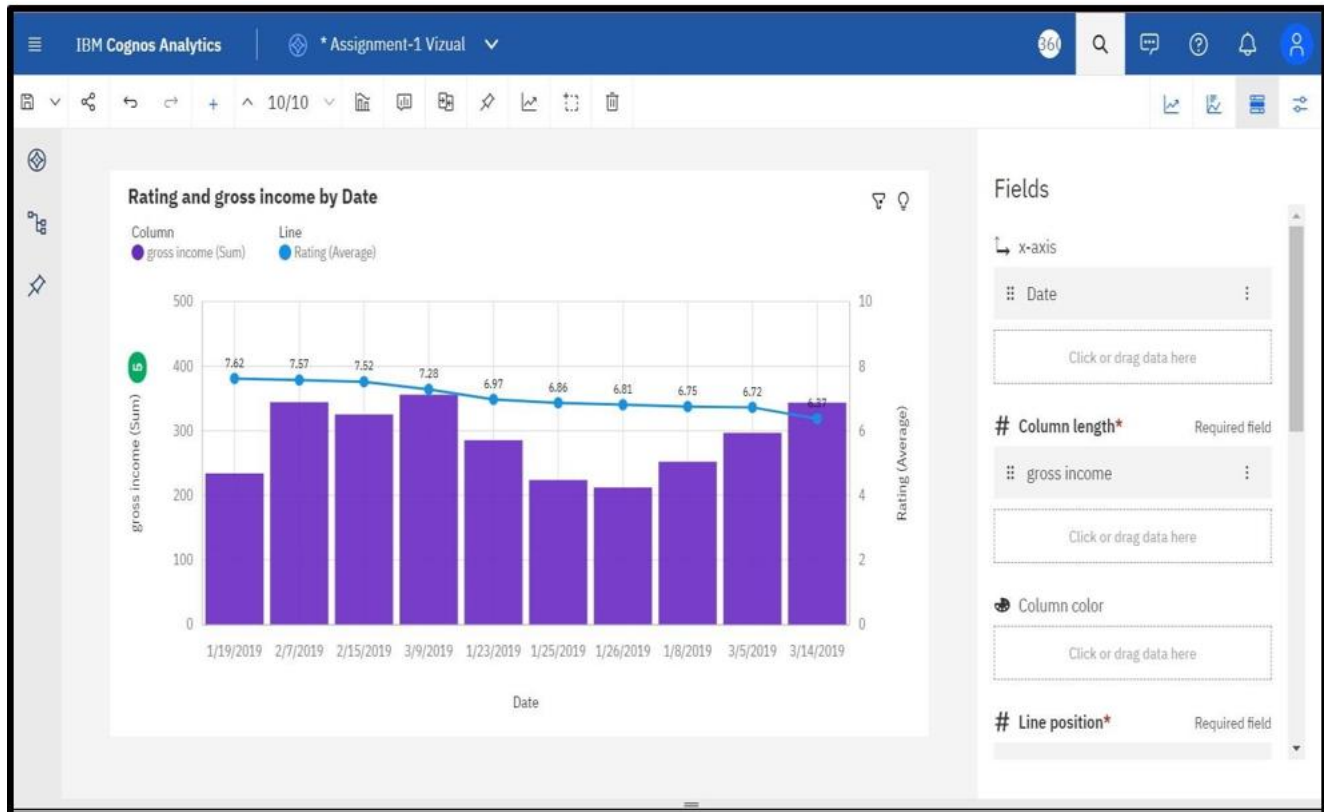 IBM Cognos Analytics
* Assignment-1 Vizual
360
10/10
Rating and gross income by Date
Column
Line
gross income (Sum)
Rating (Average)
500
400
300
200
100
0
5
gross income (Sum)
7.62
7.57
7.52
7.28
6.97
6.86
6.81
6.75
6.72
6.37
10
8
6
4
2
0
Rating (Average)
1/19/2019
2/7/2019
2/15/2019
3/9/2019
1/23/2019
1/25/2019
1/26/2019
1/8/2019
3/5/2019
3/14/2019
Date
Fields
x-axis
Date
Click or drag data here
# Column length*
Required field
gross income
Click or drag data here
Column color
Click or drag data here
# Line position*
Required field